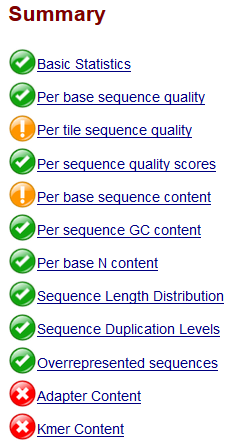 Summary
Basic Statistics
Per base sequence quality
Per tile sequence quality
Per sequence quality scores
Per base sequence content
Per sequence GC content
Per base N content
Sequence Length Distribution
Sequence Duplication Levels
Overrepresented sequences
Adapter Content
Kmer Content